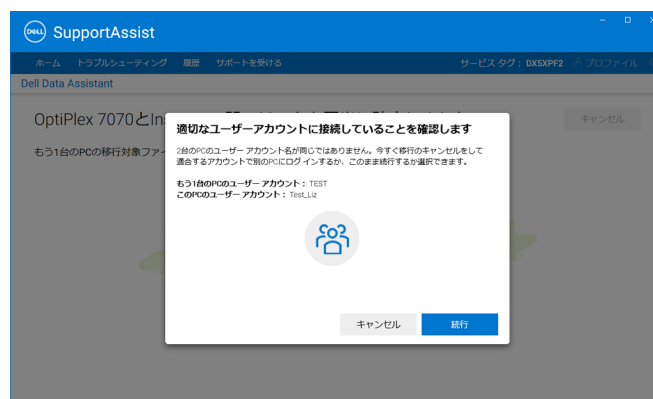 DELL SupportAssist
ホーム トラブルシューティング 履歴 サポートを受ける サービス タグ：DX5XPF2 プロファイル
Dell Data Assistant
OptiPlex 7070とIn
キャンセル
もう1台のPCの移行対象ファイ
適切なユーザーアカウントに接続していることを確認します
2台のPCのユーザー アカウント名が同じではありません。今すぐ移行のキャンセルをして
適合するアカウントで別のPCにログ インするか、このまま続行するか選択できます。
もう1台のPCのユーザー アカウント： TEST
このPCのユーザー アカウント： Test_Liz
キャンセル 続行